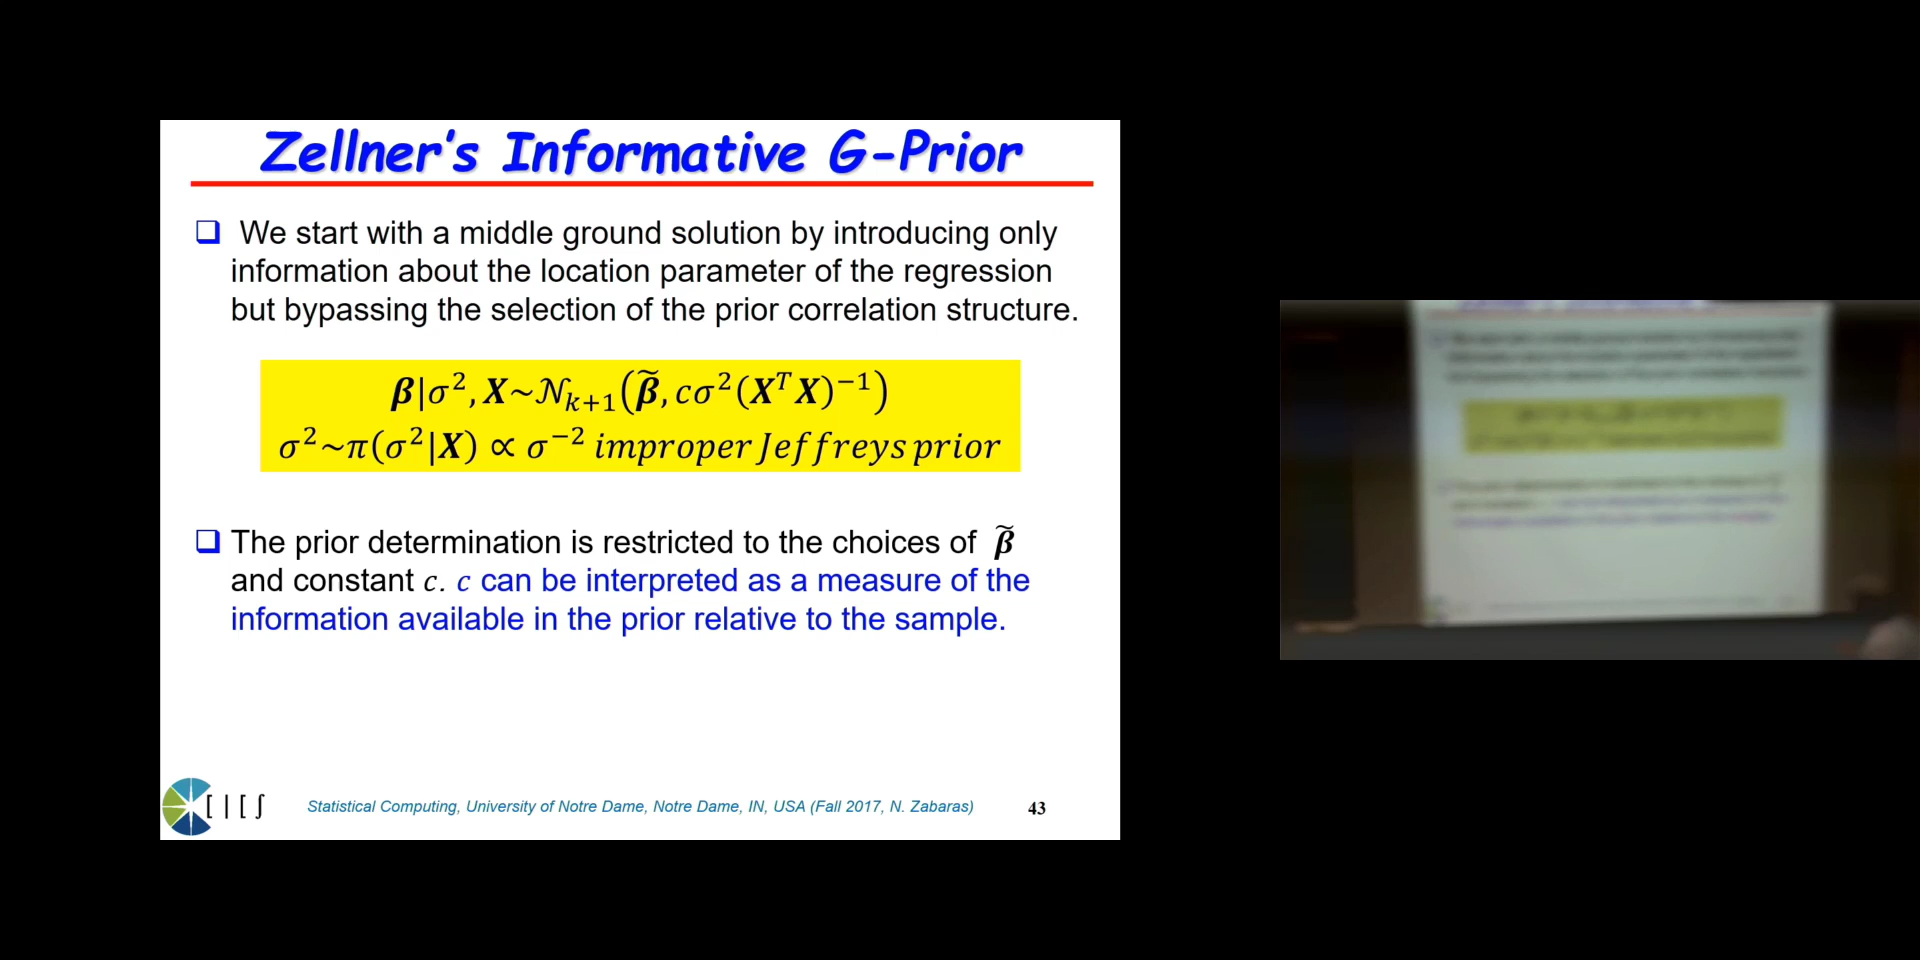 Zellner's Informative G-Prior
❑ We start with a middle ground solution by introducing only
information about the location parameter of the regression
but bypassing the selection of the prior correlation structure.
𝜷|σ², 𝑿~𝒩ₖ₊₁(𝜷̃, cσ²(𝑿ᵀ𝑿)⁻¹)
σ²~π(σ²|𝑿) ∝ σ⁻² improper Jeffreys prior
❑ The prior determination is restricted to the choices of 𝜷̃
and constant c. c can be interpreted as a measure of the
information available in the prior relative to the sample.
Statistical Computing, University of Notre Dame, Notre Dame, IN, USA (Fall 2017, N. Zabaras)
43